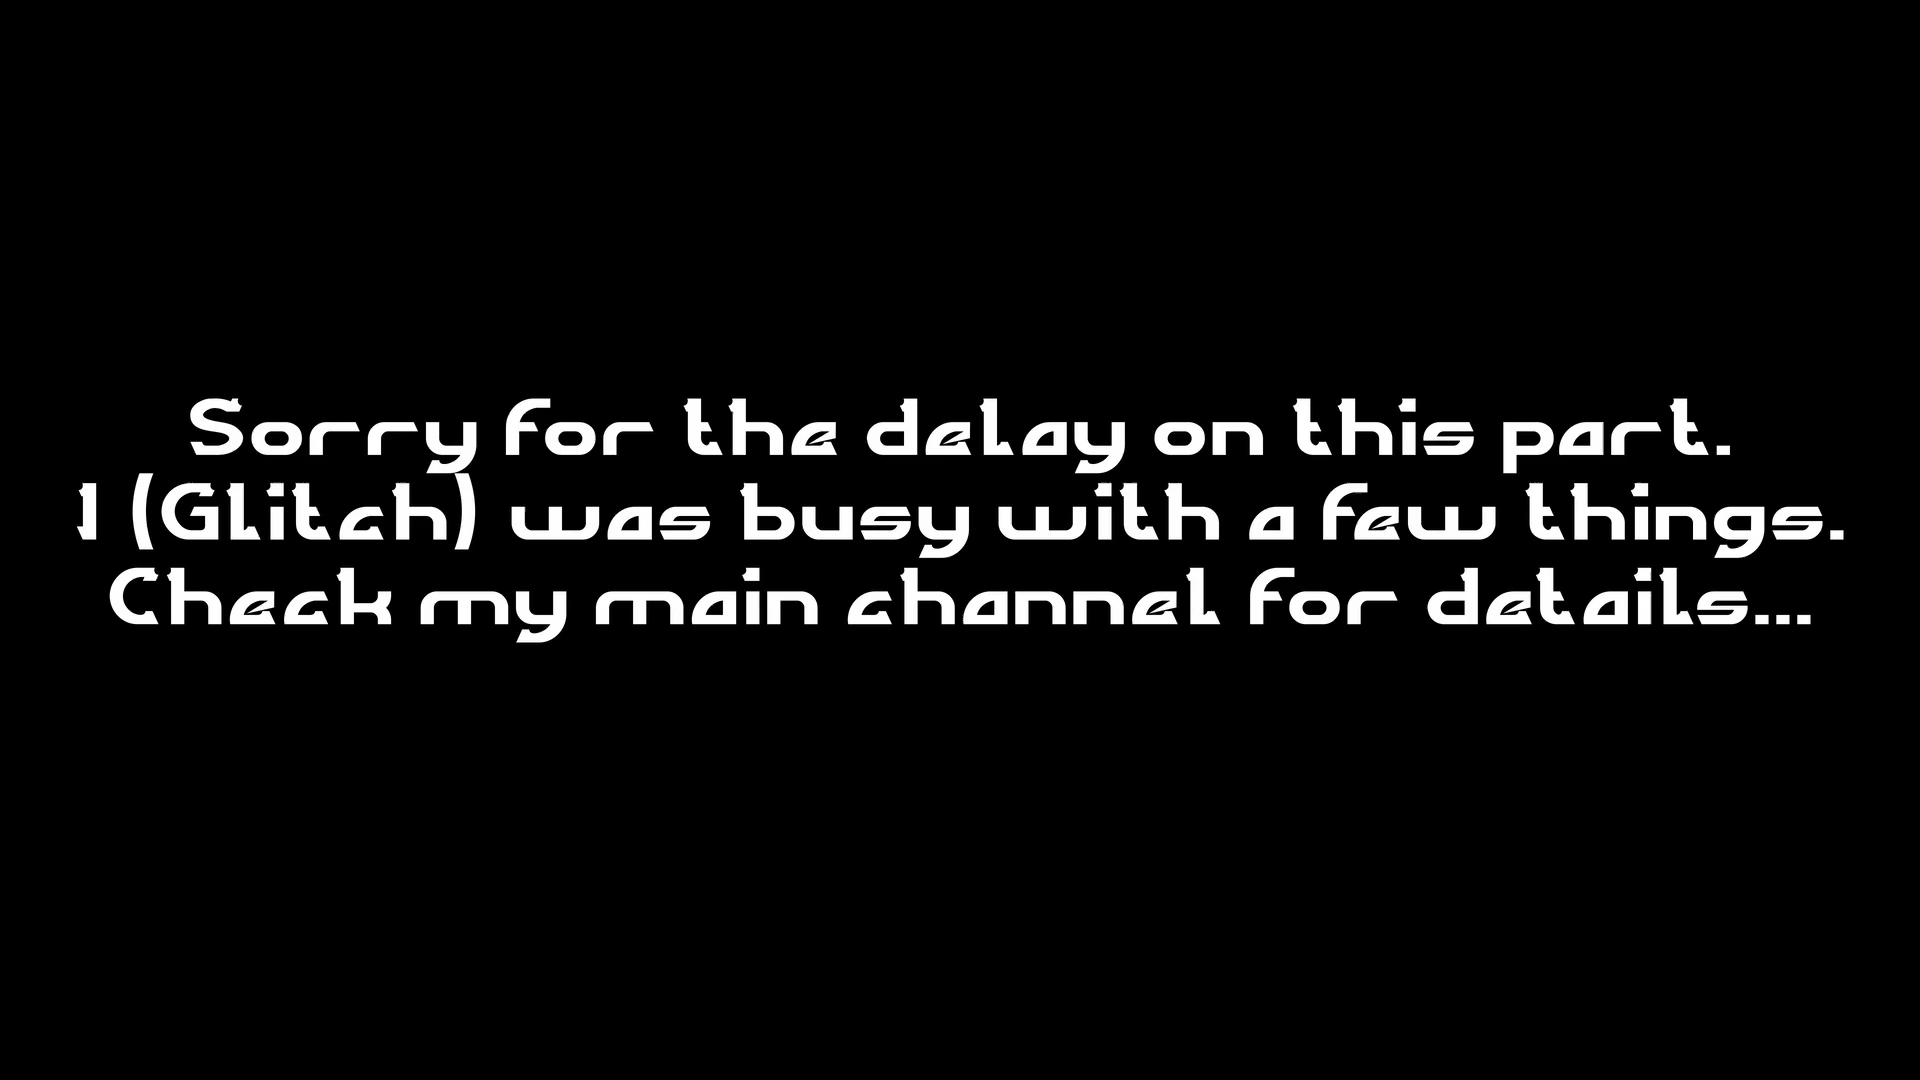 Sorry for the delay on this part.
I (Glitch) was busy with a few things.
Check my main channel for details...